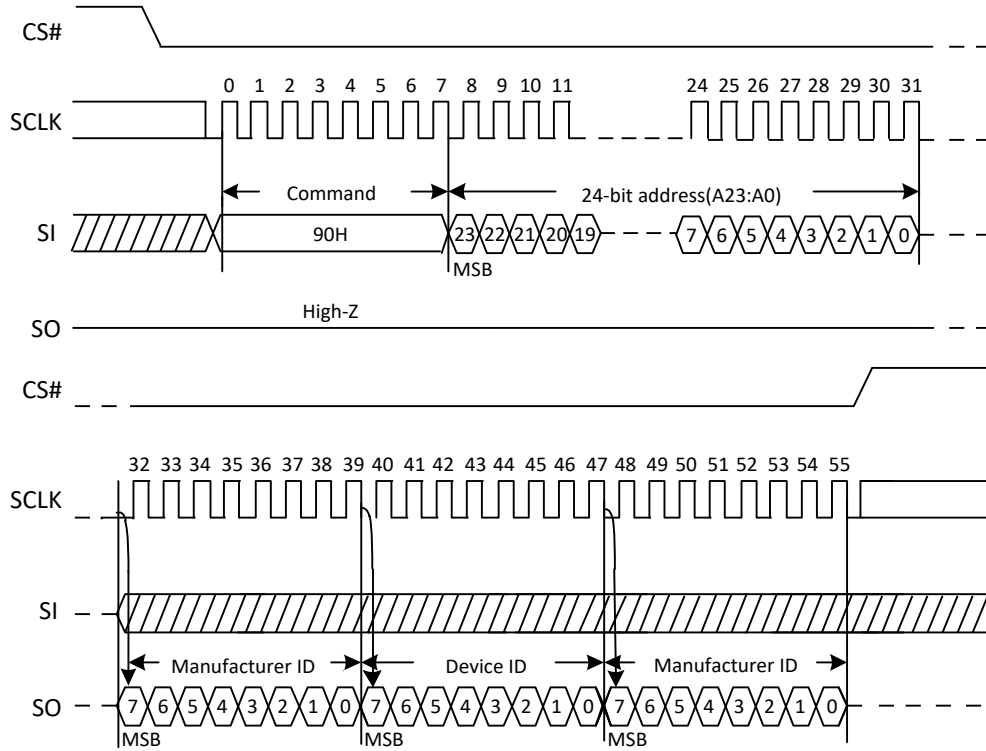 CS#
0 1 2 3 4 5 6 7 8 9 10 11 24 25 26 27 28 29 30 31
SCLK
Command 24-bit address(A23:A0)
SI 90H 23 22 21 20 19 7 6 5 4 3 2 1 0
MSB
High-Z
SO
CS#
32 33 34 35 36 37 38 39 40 41 42 43 44 45 46 47 48 49 50 51 52 53 54 55
SCLK
SI
Manufacturer ID Device ID Manufacturer ID
SO 7 6 5 4 3 2 1 0 7 6 5 4 3 2 1 0 7 6 5 4 3 2 1 0
MSB MSB MSB